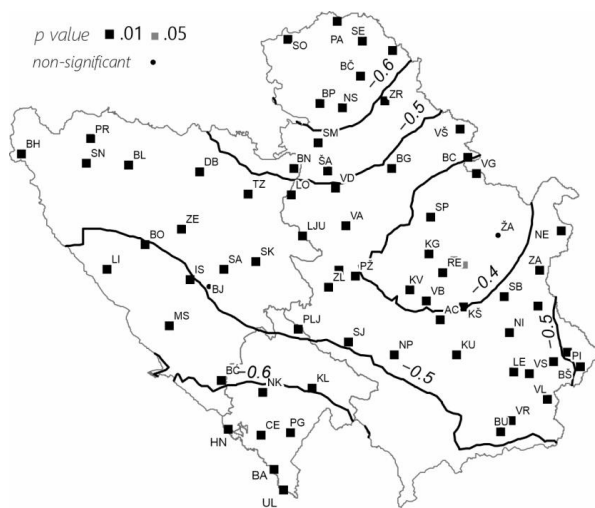 p value .01 .05
non-significant
SO
PA
SE
BČ
−0.6
BP
NS
ZR
−0.5
SM
VŠ
PR
BH
SN
BL
DB
BN
ŠA
BG
BC
VG
TZ
LO
VD
SP
ŽA
ZE
LJU
VA
NE
BO
KG
LI
SK
SA
IS
BJ
PŽ
ZL
RE
−0.4
ZA
KV
VB
SB
AC
KŠ
MS
PLJ
SJ
NI
−0.5
NP
−0.5
KU
PI
LE
VS
BŠ
−0.6
NK
KL
VL
HN
CE
PG
VR
BU
BA
UL